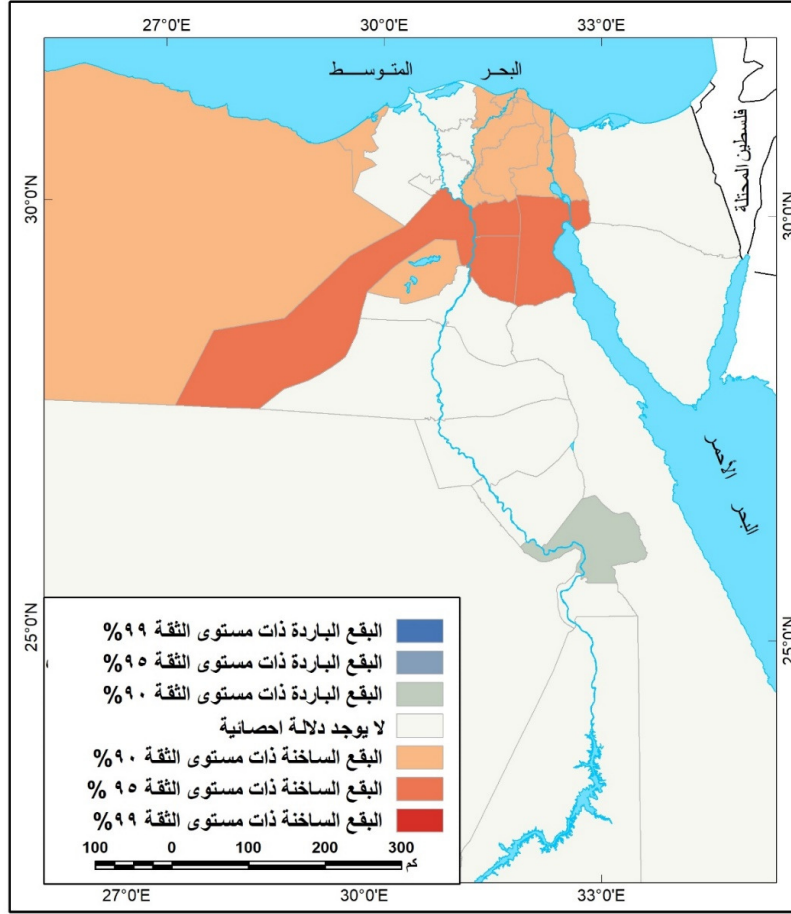 27°0'E 30°0'E 33°0'E
البحر المتوسط
فلسطين المحتلة
30°0'N 30°0'N
البحر الأحمر
25°0'N 25°0'N
البقع الباردة ذات مستوى الثقة ٩٩%
البقع الباردة ذات مستوى الثقة ٩٥%
البقع الباردة ذات مستوى الثقة ٩٠%
لا يوجد دلالة احصائية
البقع الساخنة ذات مستوى الثقة ٩٠%
البقع الساخنة ذات مستوى الثقة ٩٥ %
البقع الساخنة ذات مستوى الثقة ٩٩%
100 0 100 200 300
كم
27°0'E 30°0'E 33°0'E